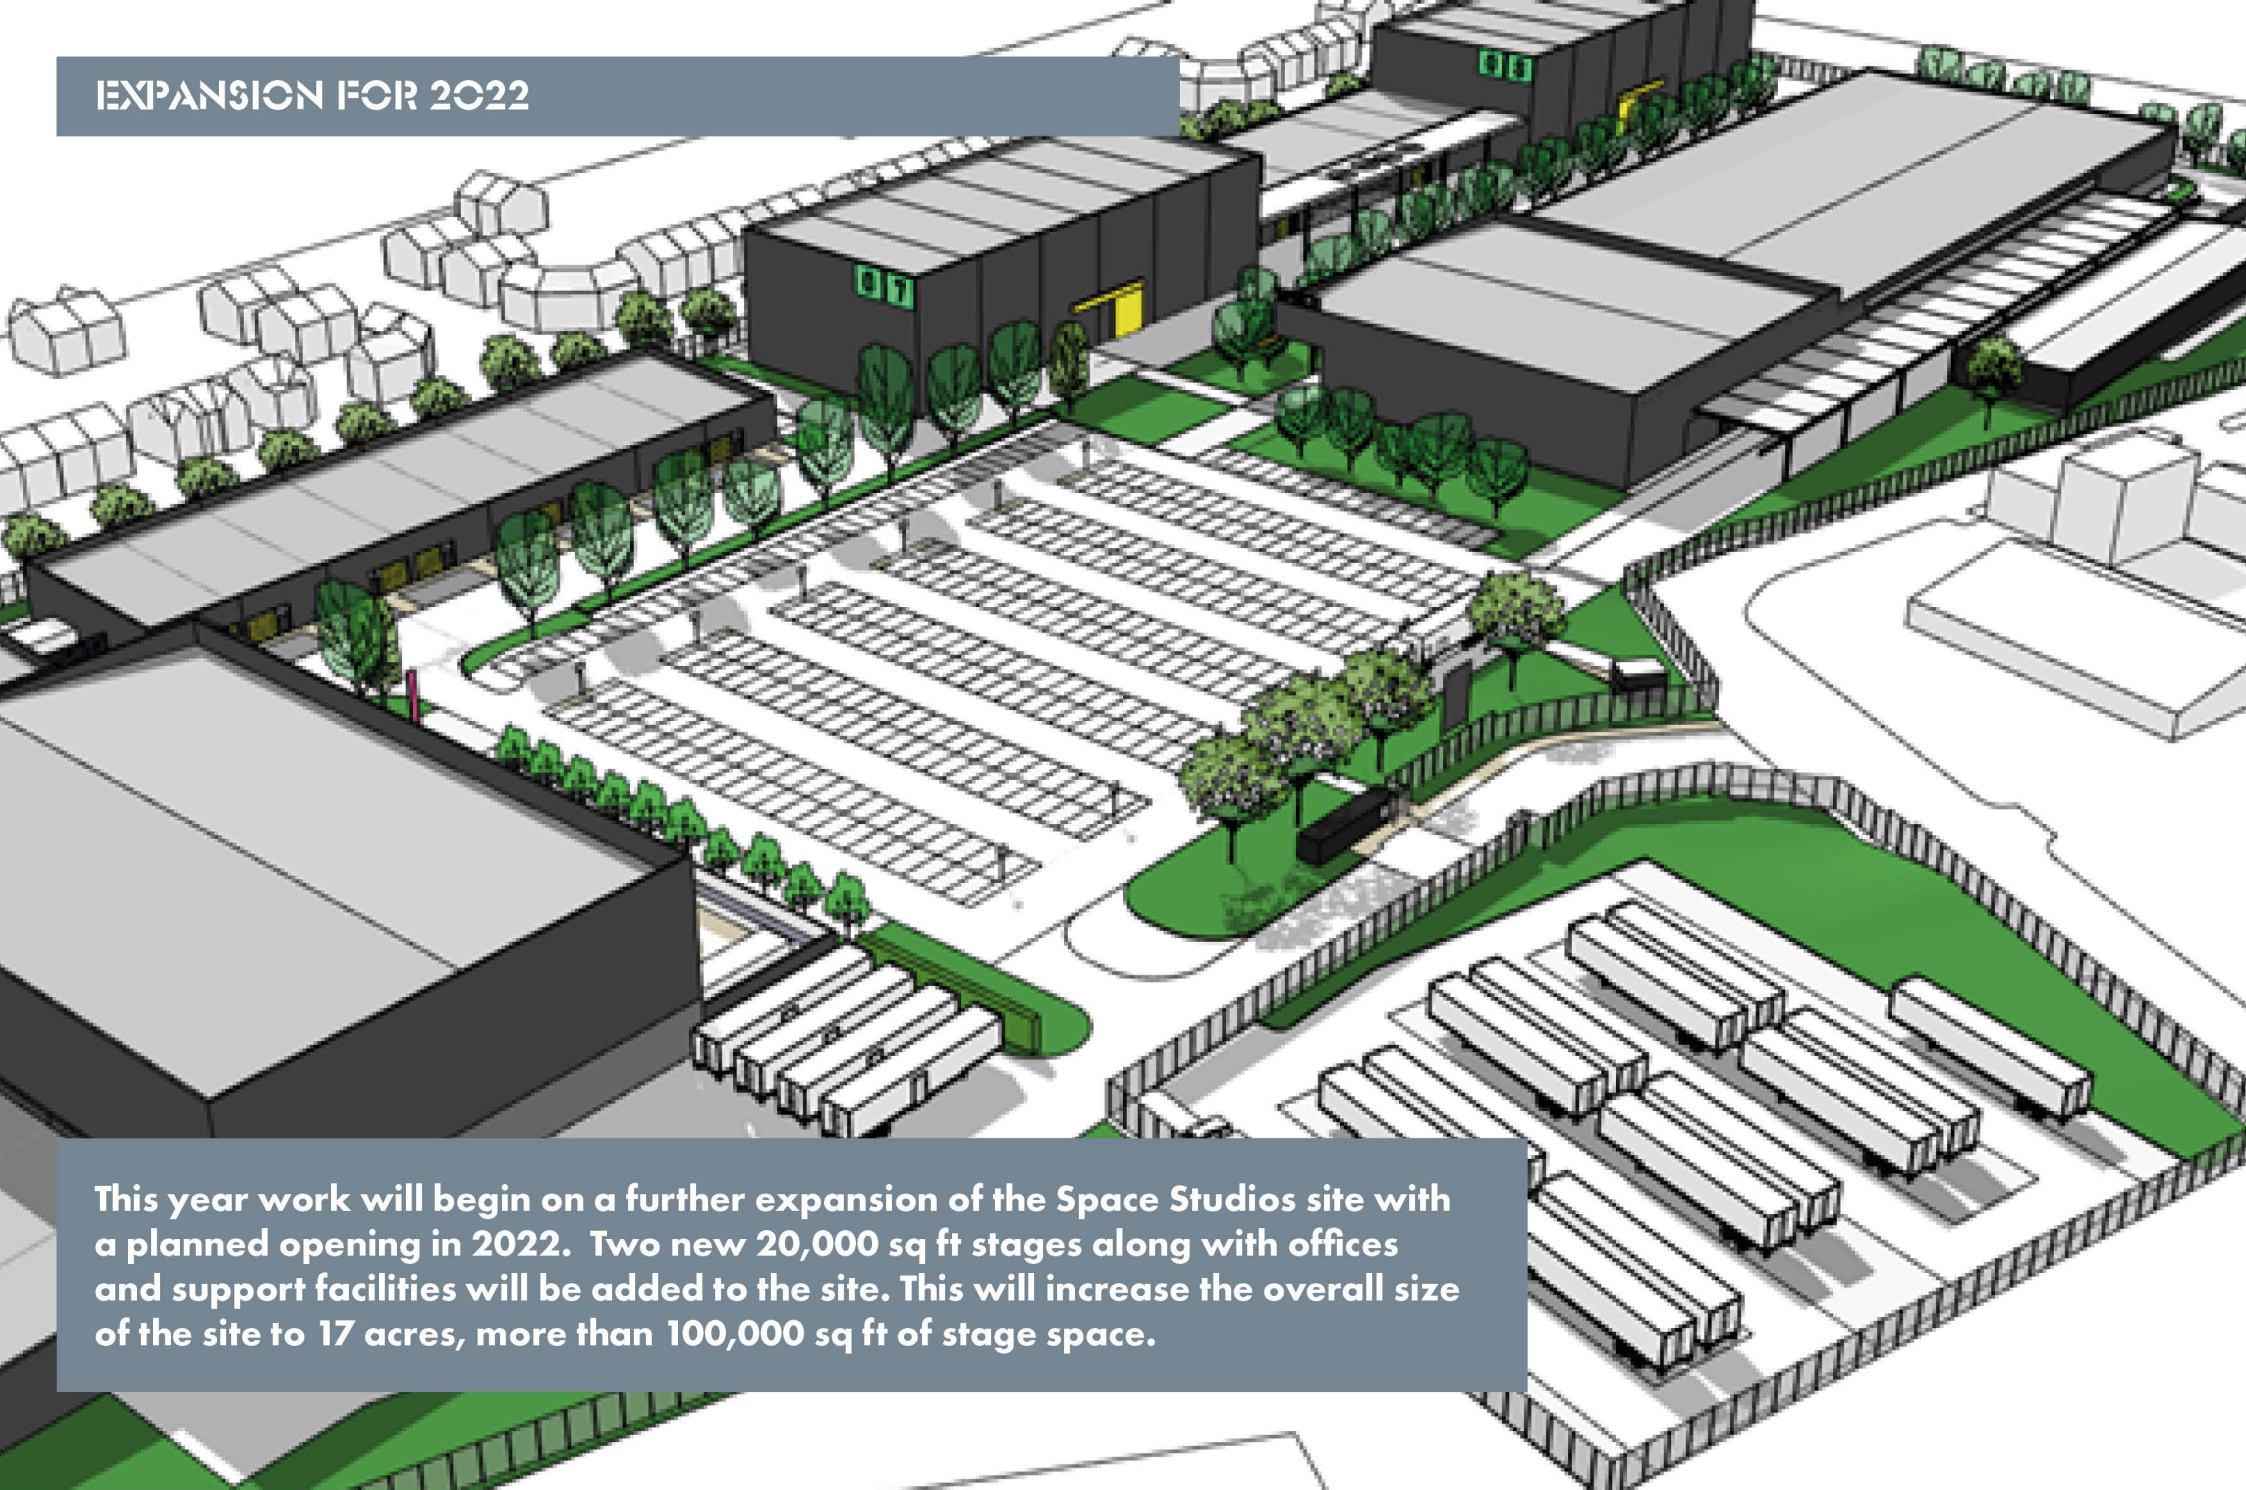 EXPANSION FOR 2022
08
07
This year work will begin on a further expansion of the Space Studios site with
a planned opening in 2022.  Two new 20,000 sq ft stages along with offices
and support facilities will be added to the site. This will increase the overall size
of the site to 17 acres, more than 100,000 sq ft of stage space.